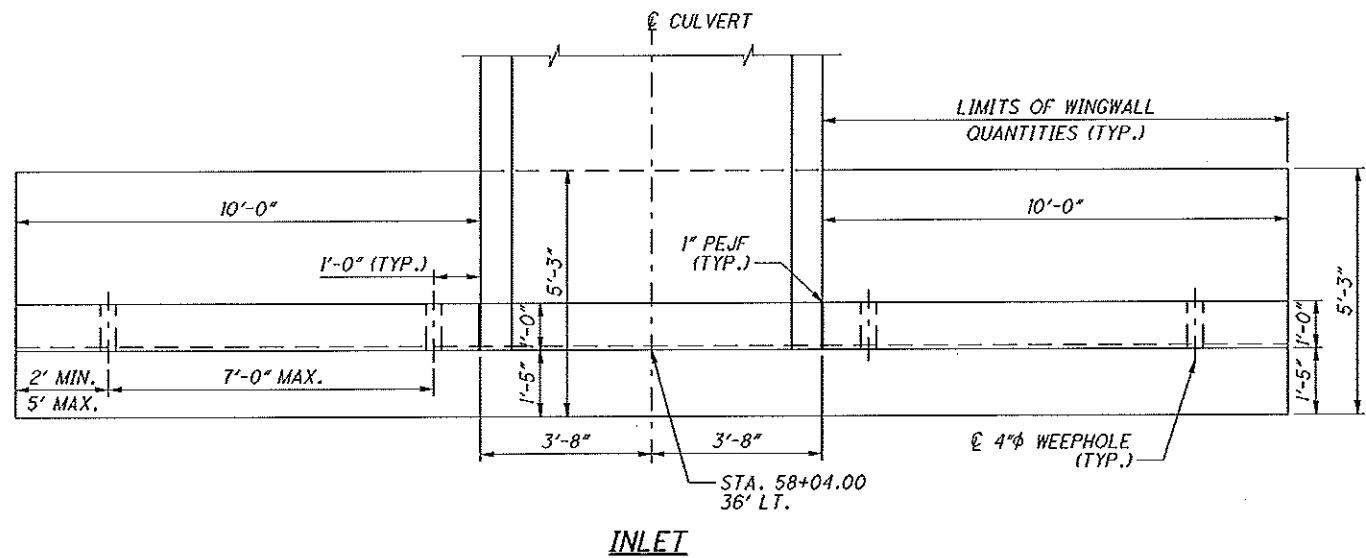 ℄ CULVERT
LIMITS OF WINGWALL
QUANTITIES (TYP.)
10'-0"
10'-0"
1'-0" (TYP.)
1" PEJF
(TYP.)
5'-3"
5'-3"
1'-0"
1'-0"
2' MIN.
5' MAX.
7'-0" MAX.
1'-5"
1'-5"
3'-8"
3'-8"
℄ 4"ϕ WEEPHOLE
(TYP.)
STA. 58+04.00
36' LT.
INLET